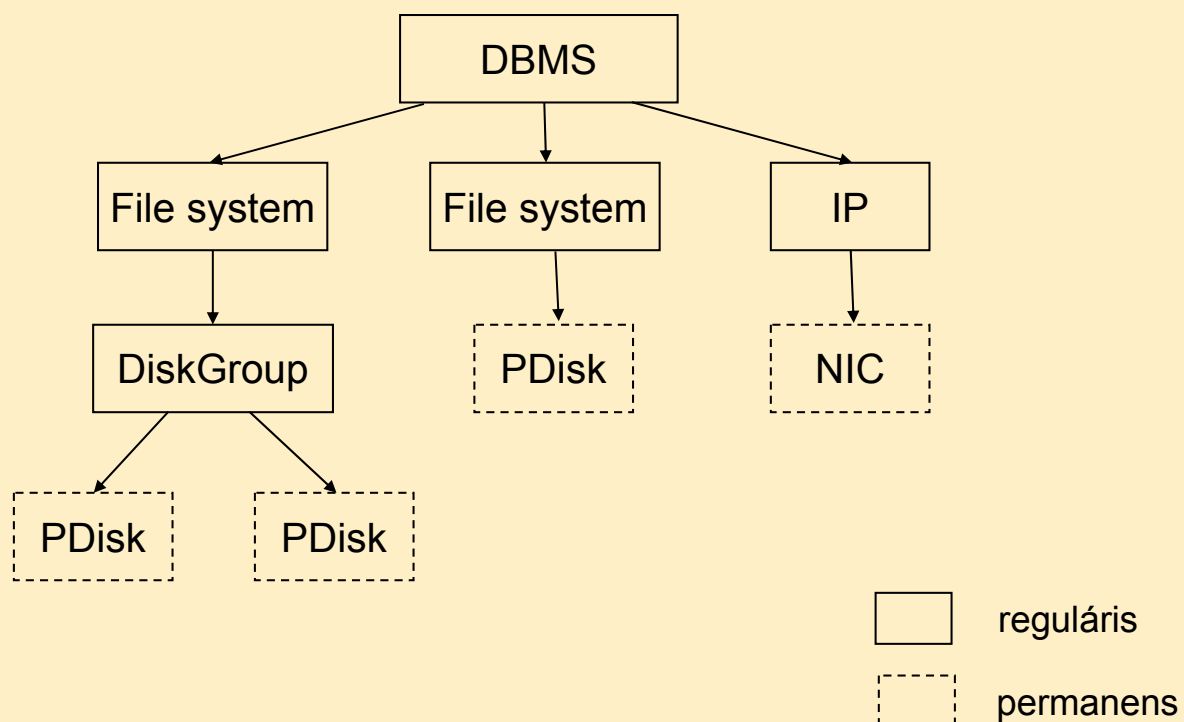 DBMS
File system
File system
IP
DiskGroup
PDisk
NIC
PDisk
PDisk
reguláris
permanens